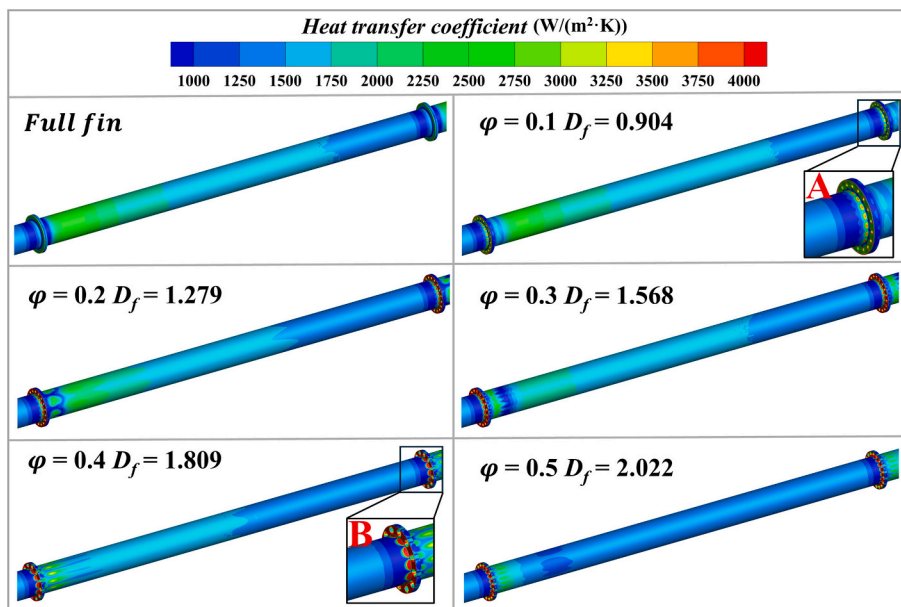 Heat transfer coefficient (W/(m²·K))
1000 1250 1500 1750 2000 2250 2500 2750 3000 3250 3500 3750 4000
Full fin
φ = 0.1 D_f = 0.904
A
φ = 0.2 D_f = 1.279
φ = 0.3 D_f = 1.568
φ = 0.4 D_f = 1.809
B
φ = 0.5 D_f = 2.022